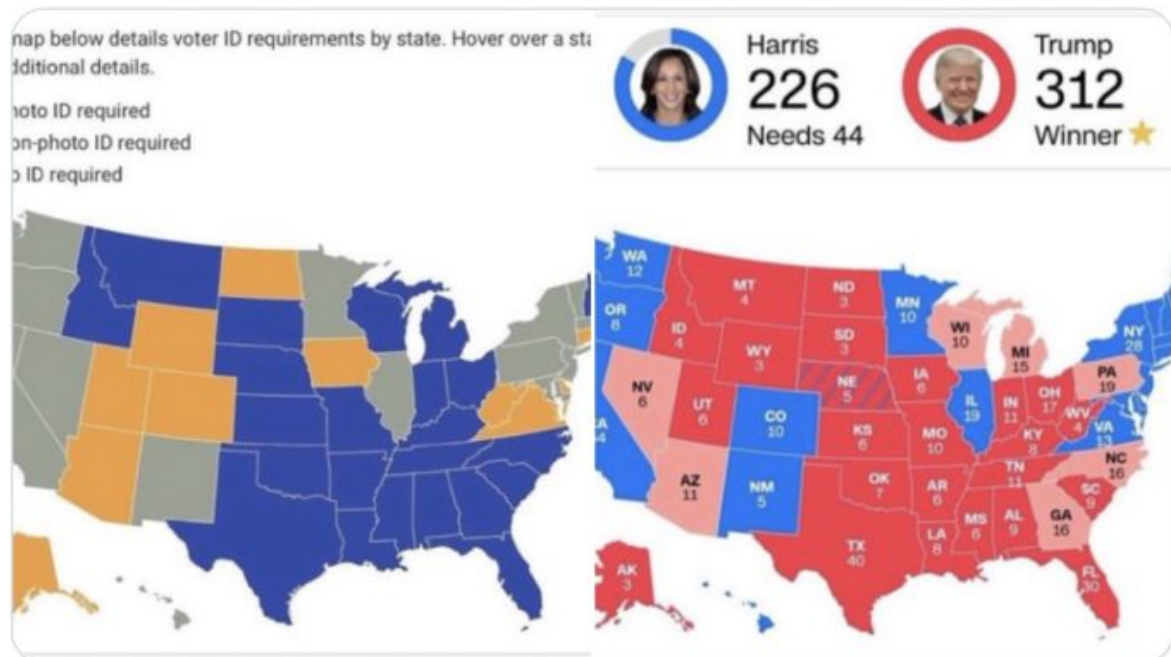 nap below details voter ID requirements by state. Hover over a sta
dditional details.
hoto ID required
on-photo ID required
o ID required
Harris
226
Needs 44
Trump
312
Winner
WA
12
OR
8
A
4
NV
6
ID
4
MT
4
WY
3
UT
6
AZ
11
CO
10
NM
5
ND
3
SD
3
NE
5
KS
6
OK
7
TX
40
MN
10
IA
6
MO
10
AR
6
LA
8
WI
10
IL
19
MI
15
IN
11
OH
17
KY
8
TN
11
MS
6
AL
9
GA
16
FL
30
SC
9
NC
16
VA
13
WV
4
PA
19
NY
28
AK
3